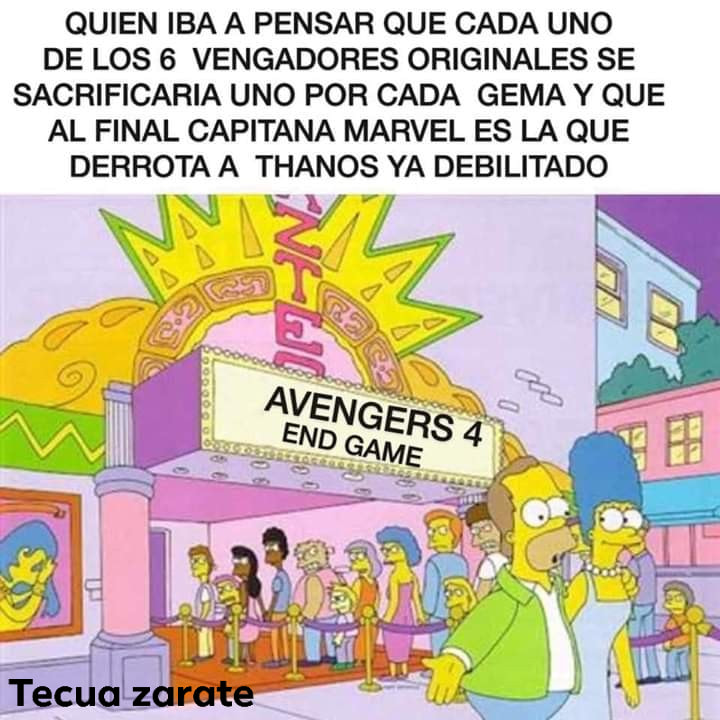 QUIEN IBA A PENSAR QUE CADA UNO
DE LOS 6 VENGADORES ORIGINALES SE
SACRIFICARIA UNO POR CADA GEMA Y QUE
AL FINAL CAPITANA MARVEL ES LA QUE
DERROTA A THANOS YA DEBILITADO
ZTEC
AVENGERS 4
END GAME
Tecua zarate